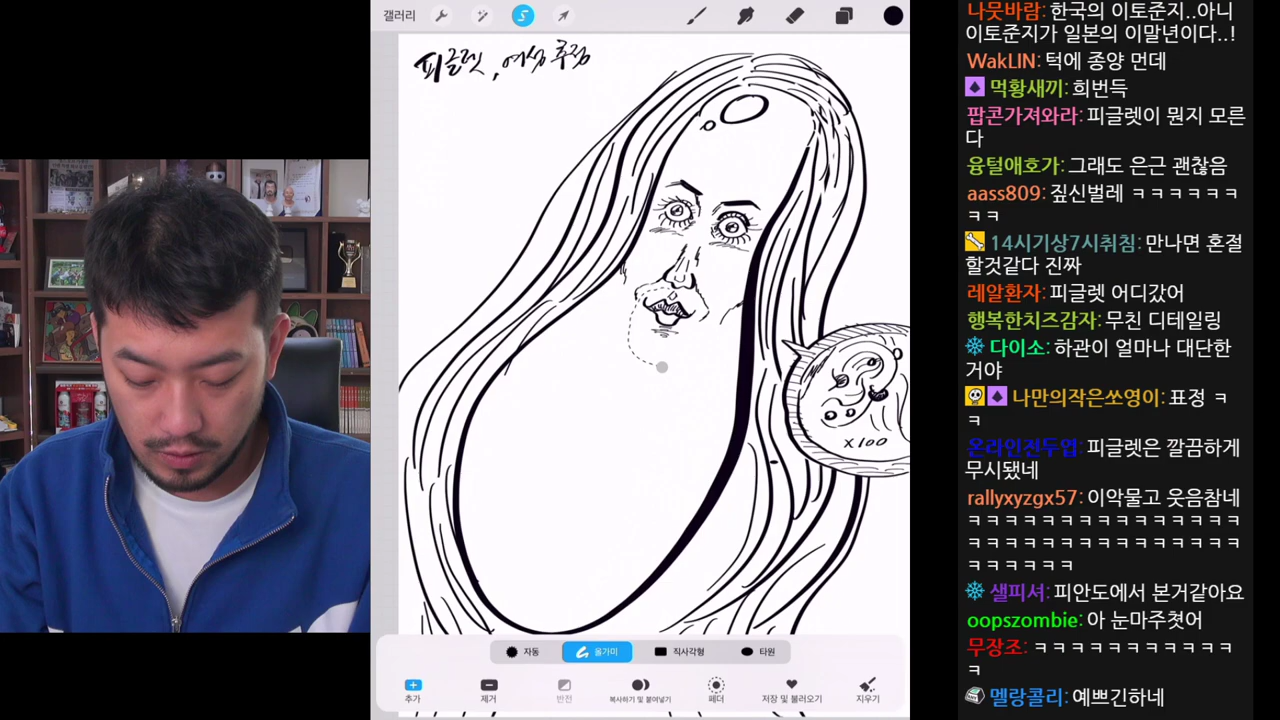 갤러리
피글렛, 여성 추정
x100
자동
올가미
직사각형
타원
추가
제거
반전
복사하기 및 붙여넣기
페더
저장 및 불러오기
지우기
나뭇바람: 한국의 이토준지..아니
이토준지가 일본의 이말년이다..!
WakLIN: 턱에 종양 먼데
먹황새끼: 희번득
팝콘가져와라: 피글렛이 뭔지 모른
다
융털애호가: 그래도 은근 괜찮음
aass809: 짚신벌레 ㅋㅋㅋㅋㅋㅋ
ㅋㅋ
14시기상7시취침: 만나면 혼절
할것같다 진짜
레알환자: 피글렛 어디갔어
행복한치즈감자: 무친 디테일링
다이소: 하관이 얼마나 대단한
거야
나만의작은쏘영이: 표정 ㅋ
ㅋ
온라인전투업: 피글렛은 깔끔하게
무시됐네
rallyxyzgx57: 이악물고 웃음참네
ㅋㅋㅋㅋㅋㅋㅋㅋㅋㅋㅋㅋㅋㅋㅋ
ㅋㅋㅋㅋㅋㅋㅋㅋㅋㅋㅋㅋㅋㅋㅋ
ㅋㅋㅋㅋㅋㅋ
샐피셔: 피안도에서 본거같아요
oopszombie: 아 눈마주쳣어
무장조: ㅋㅋㅋㅋㅋㅋㅋㅋㅋㅋㅋ
ㅋ
멜랑콜리: 예쁘긴하네